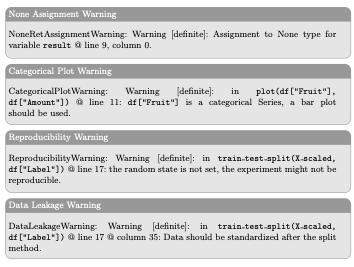 None Assignment Warning
NoneRetAssignmentWarning: Warning [definite]: Assignment to None type for
variable result @ line 9, column 0.
Categorical Plot Warning
CategoricalPlotWarning: Warning [definite]: in plot(df["Fruit"],
df["Amount"]) @ line 11: df["Fruit"] is a categorical Series, a bar plot
should be used.
Reproducibility Warning
ReproducibilityWarning: Warning [definite]: in train_test_split(X_scaled,
df["Label"]) @ line 17: the random state is not set, the experiment might not be
reproducible.
Data Leakage Warning
DataLeakageWarning: Warning [definite]: in train_test_split(X_scaled,
df["Label"]) @ line 17 @ column 35: Data should be standardized after the split
method.